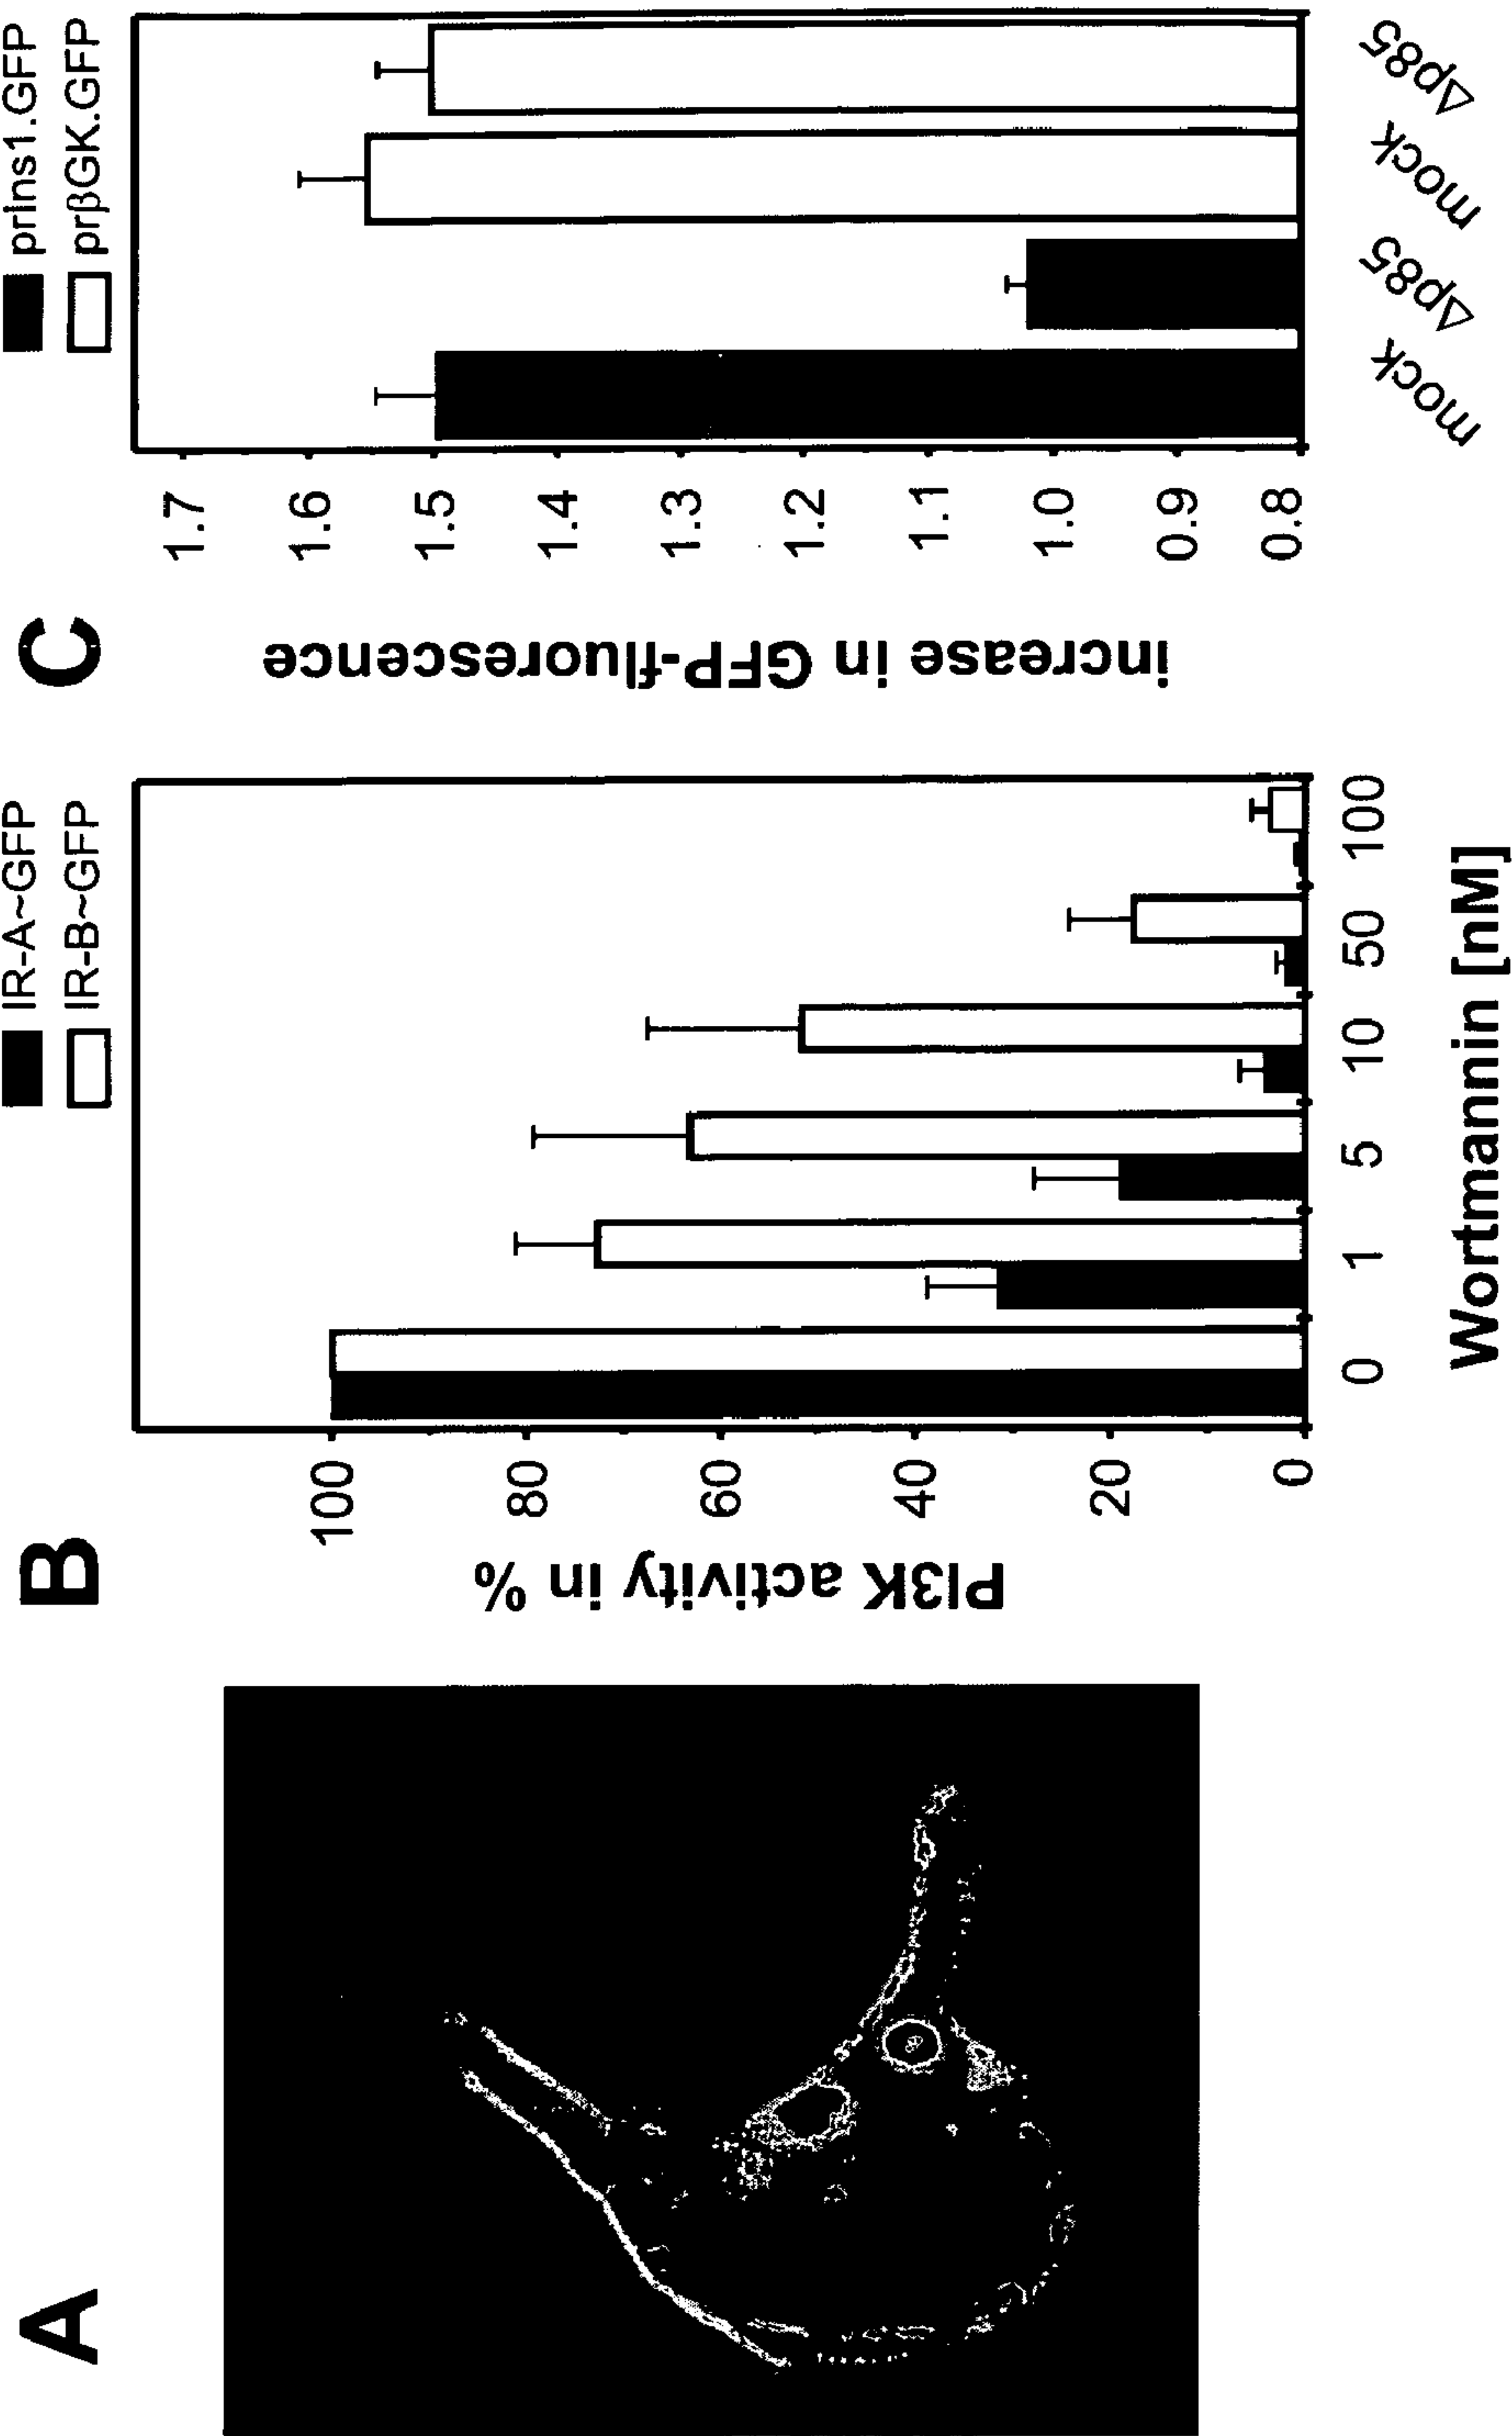 A
B
IR-A~GFP
IR-B~GFP
PI3K activity in %
100
80
60
40
20
0
0 1 5 10 50 100
Wortmannin [nM]
C
prIns1.GFP
prβGK.GFP
increase in GFP-fluorescence
1.7
1.6
1.5
1.4
1.3
1.2
1.1
1.0
0.9
0.8
mock Δp85 mock Δp85